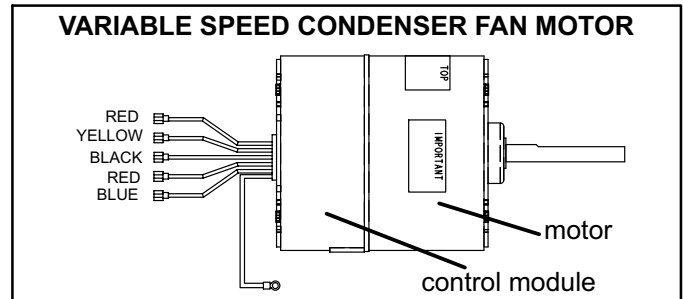 VARIABLE SPEED CONDENSER FAN MOTOR
TOP
RED
YELLOW
BLACK
RED
BLUE
IMPORTANT
motor
control module